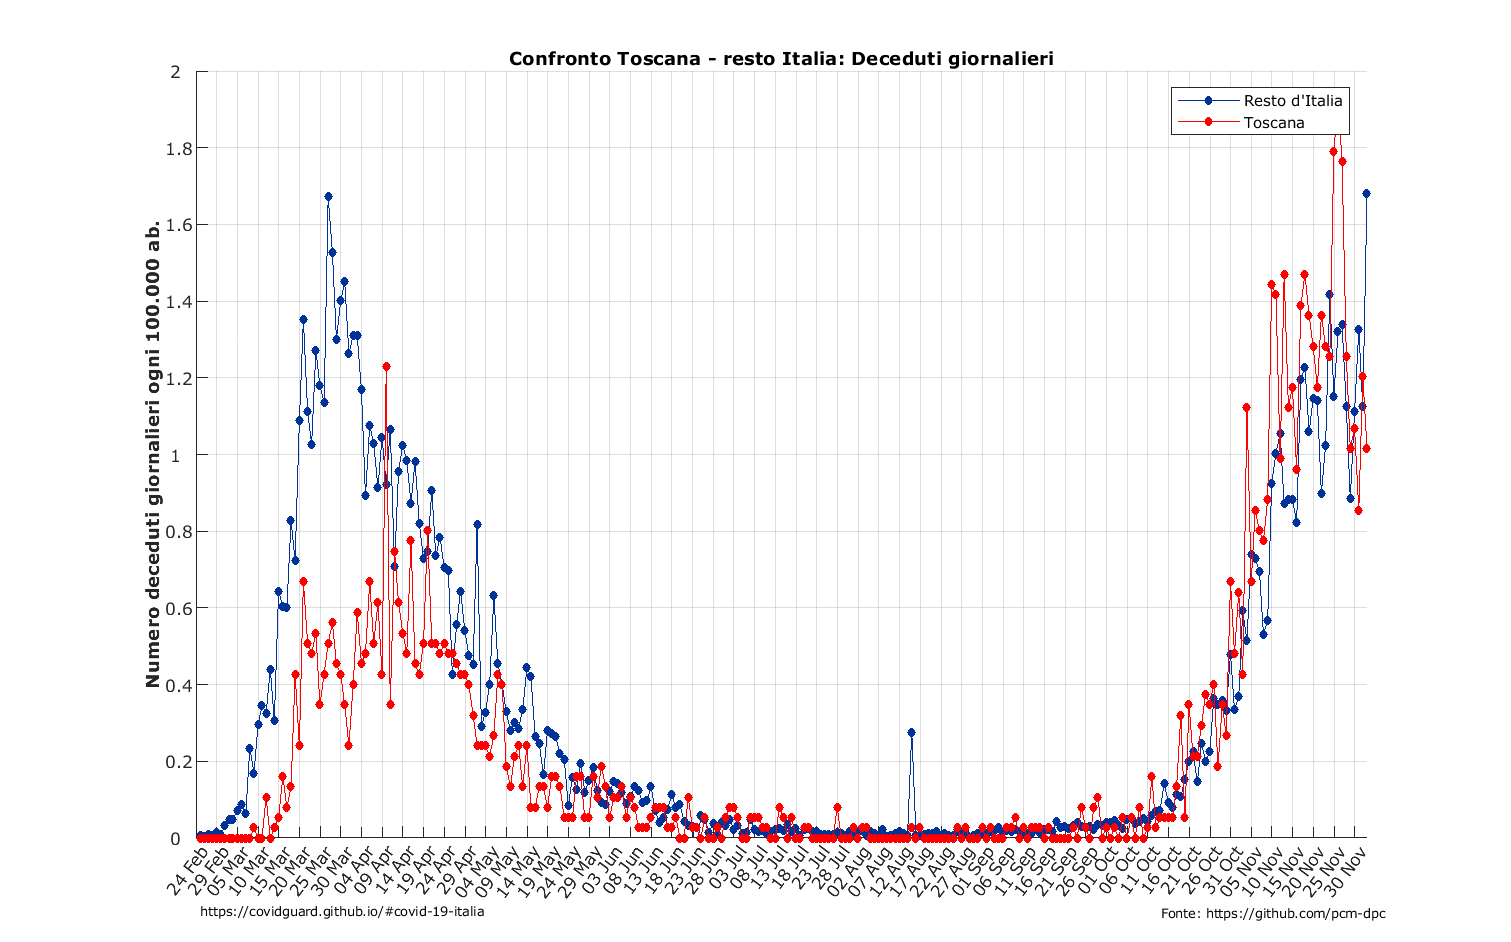 Confronto Toscana - resto Italia: Deceduti giornalieri
Numero deceduti giornalieri ogni 100.000 ab.
2
1.8
1.6
1.4
1.2
1
0.8
0.6
0.4
0.2
0
Resto d'Italia
Toscana
24 Feb
29 Feb
05 Mar
10 Mar
15 Mar
20 Mar
25 Mar
30 Mar
04 Apr
09 Apr
14 Apr
19 Apr
24 Apr
29 Apr
04 May
09 May
14 May
19 May
24 May
29 May
03 Jun
08 Jun
13 Jun
18 Jun
23 Jun
28 Jun
03 Jul
08 Jul
13 Jul
18 Jul
23 Jul
28 Jul
02 Aug
07 Aug
12 Aug
17 Aug
22 Aug
27 Aug
01 Sep
06 Sep
11 Sep
16 Sep
21 Sep
26 Sep
01 Oct
06 Oct
11 Oct
16 Oct
21 Oct
26 Oct
31 Oct
05 Nov
10 Nov
15 Nov
20 Nov
25 Nov
30 Nov
https://covidguard.github.io/#covid-19-italia
Fonte: https://github.com/pcm-dpc